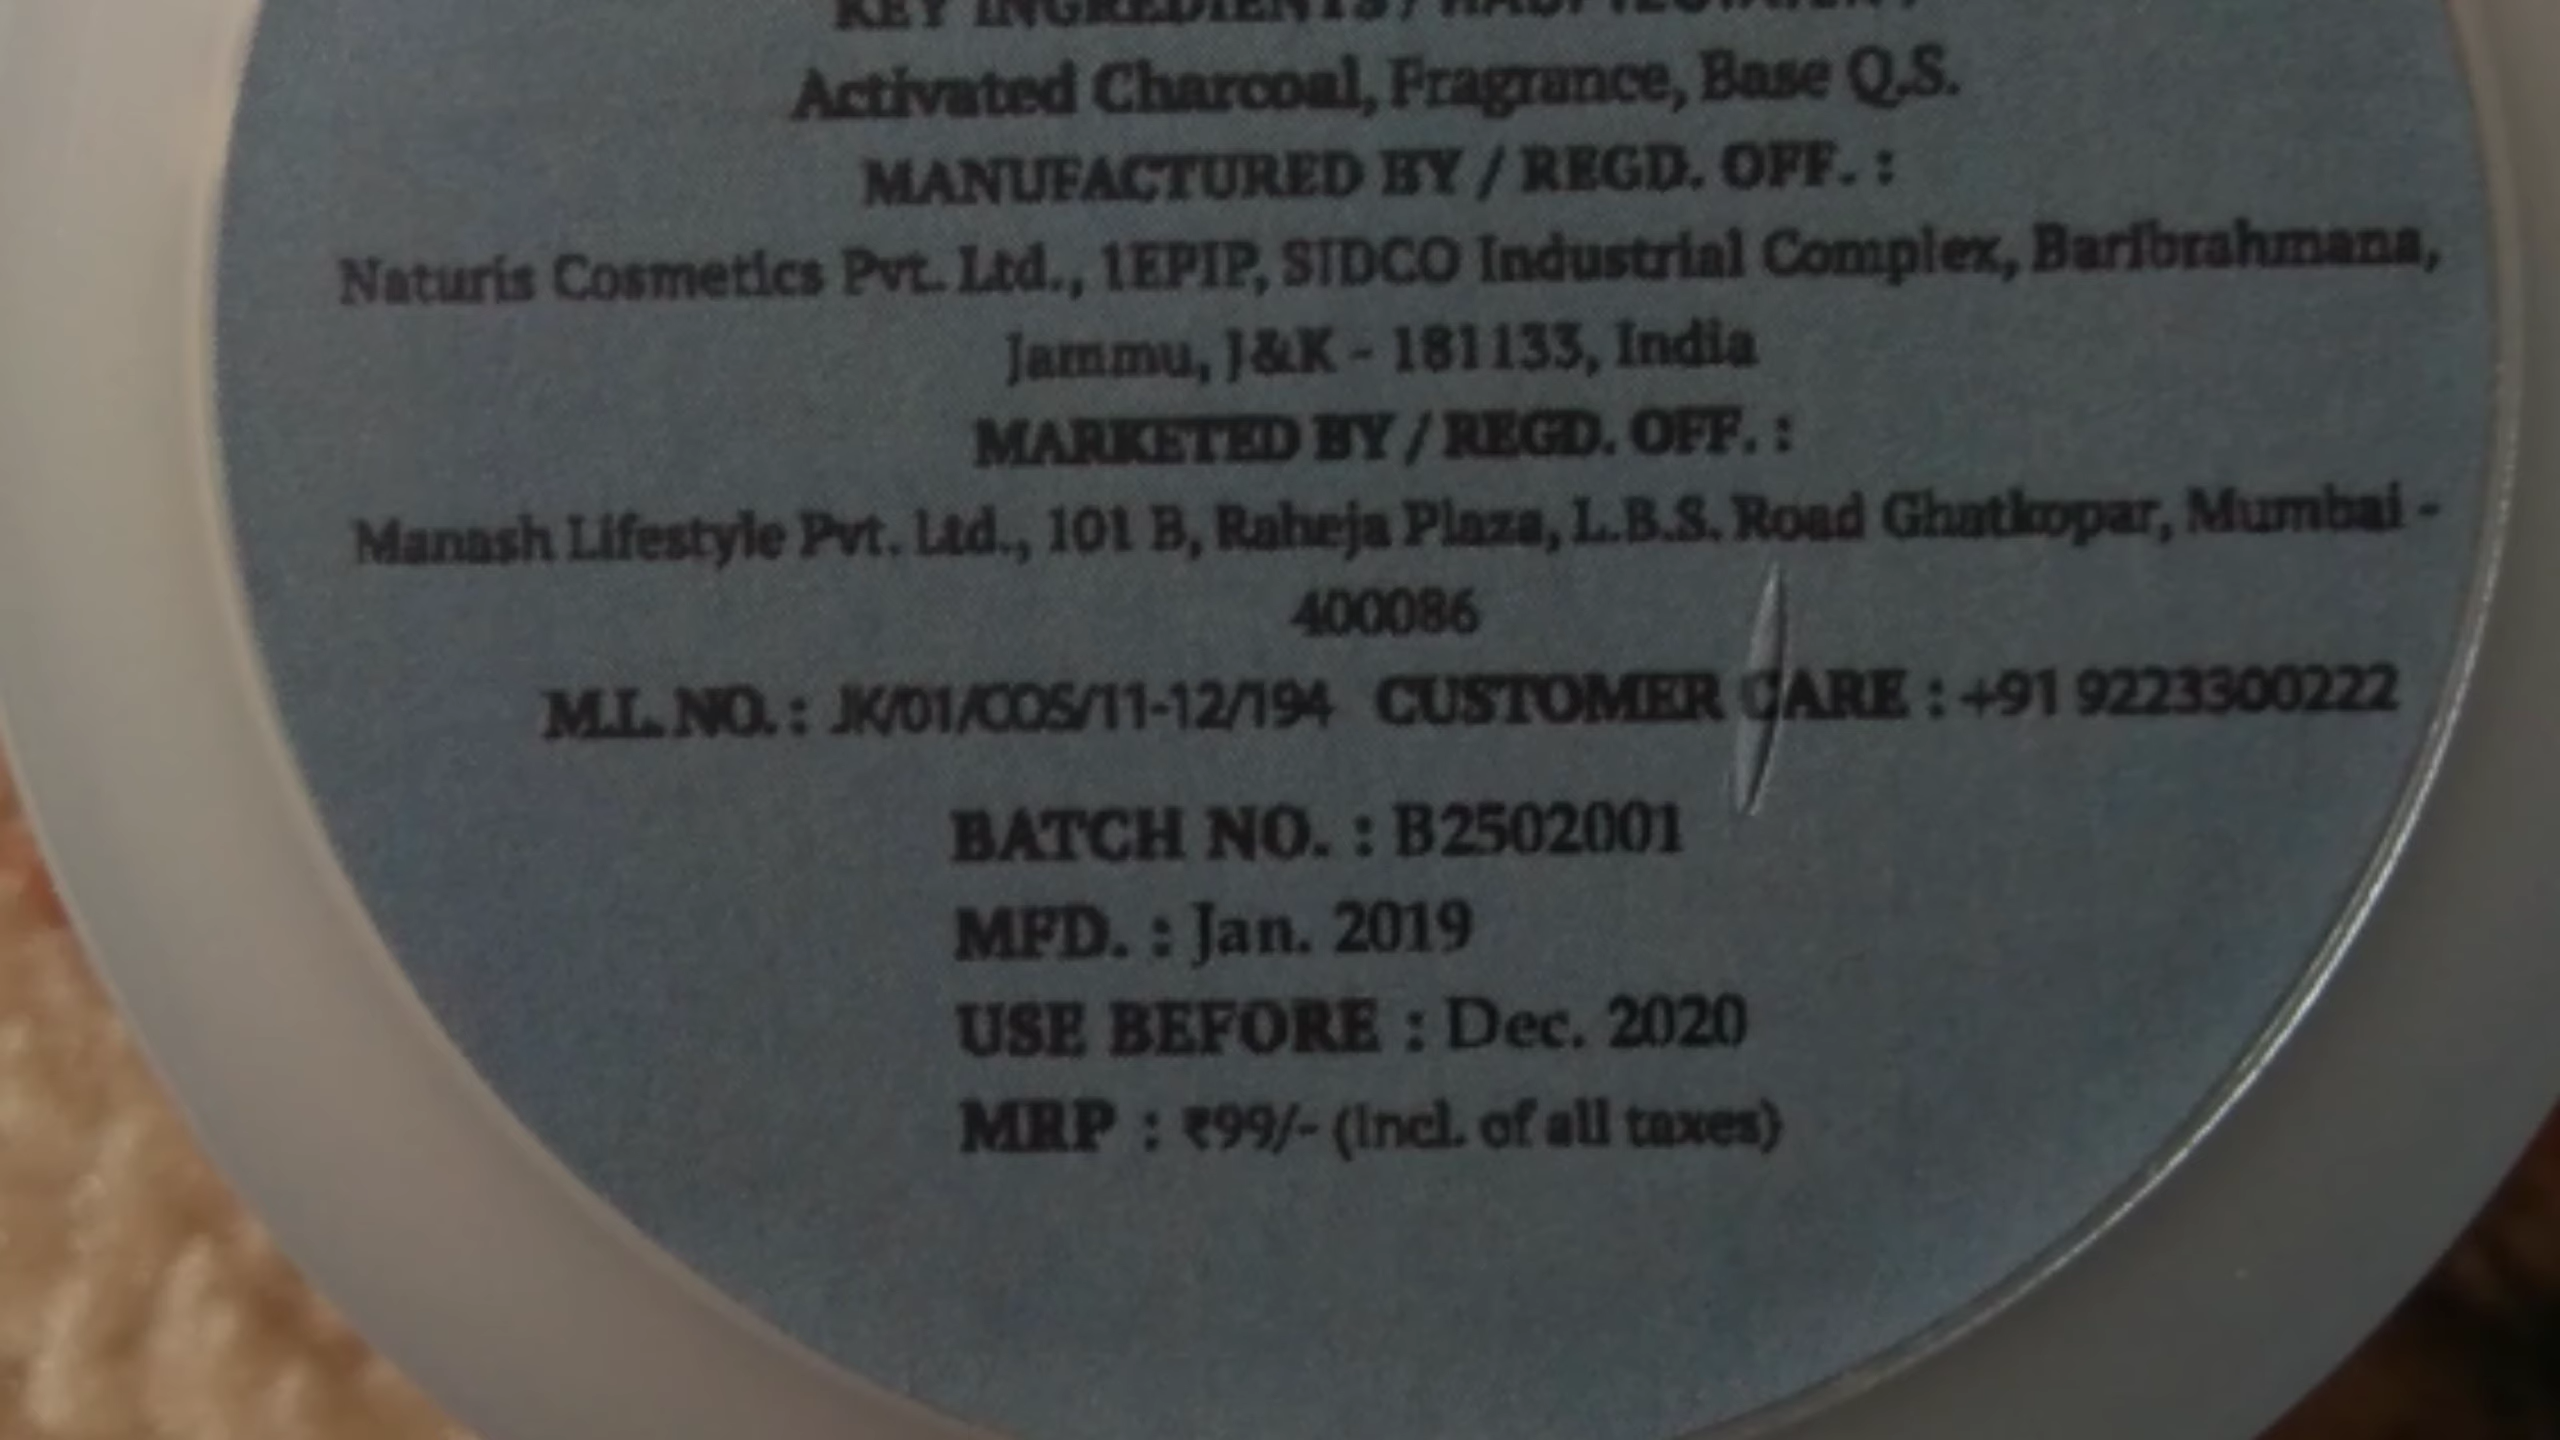 KEY INGREDIENTS /
Activated Charcoal, Fragrance, Base Q.S.
MANUFACTURED BY / REGD. OFF. :
Naturis Cosmetics Pvt. Ltd., 1EPIP, SIDCO Industrial Complex, Baribrahmana,
Jammu, J&K - 181133, India
MARKETED BY / REGD. OFF. :
Manash Lifestyle Pvt. Ltd., 101 B, Raheja Plaza, L.B.S. Road Ghatkopar, Mumbai -
400086
M.L. NO. : JK/01/COS/11-12/194 CUSTOMER CARE : +91 9223300222
BATCH NO. : B2502001
MFD. : Jan. 2019
USE BEFORE : Dec. 2020
MRP : ₹99/- (Incl. of all taxes)